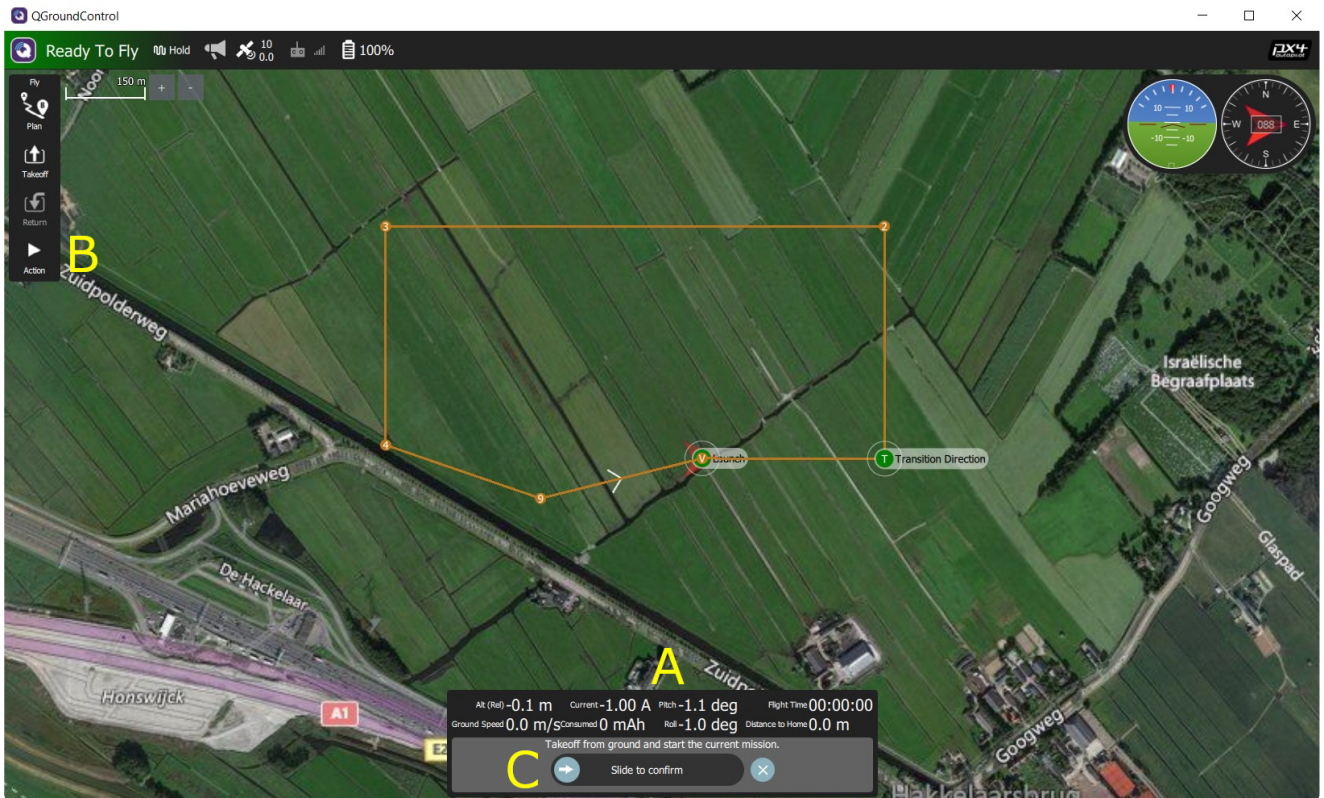 QGroundControl
Ready To Fly
Hold
10
0.0
100%
px4
autopilot
Fly
Plan
Takeoff
Return
Action
150 m
+
-
10 10
-10 -10
N
W 088 E
S
B
3
2
Zuidpolderweg
Israëlische
Begraafplaats
4
V Launch
T Transition Direction
9
Mariahoeveweg
Googweg
Glaspad
De Hackelaar
A
Honswijck
A1
Alt (Rel) -0.1 m Current -1.00 A Pitch -1.1 deg Flight Time 00:00:00
Ground Speed 0.0 m/s Consumed 0 mAh Roll -1.0 deg Distance to Home 0.0 m
Takeoff from ground and start the current mission.
C
Slide to confirm
Googweg
Hakkelaarsbrug